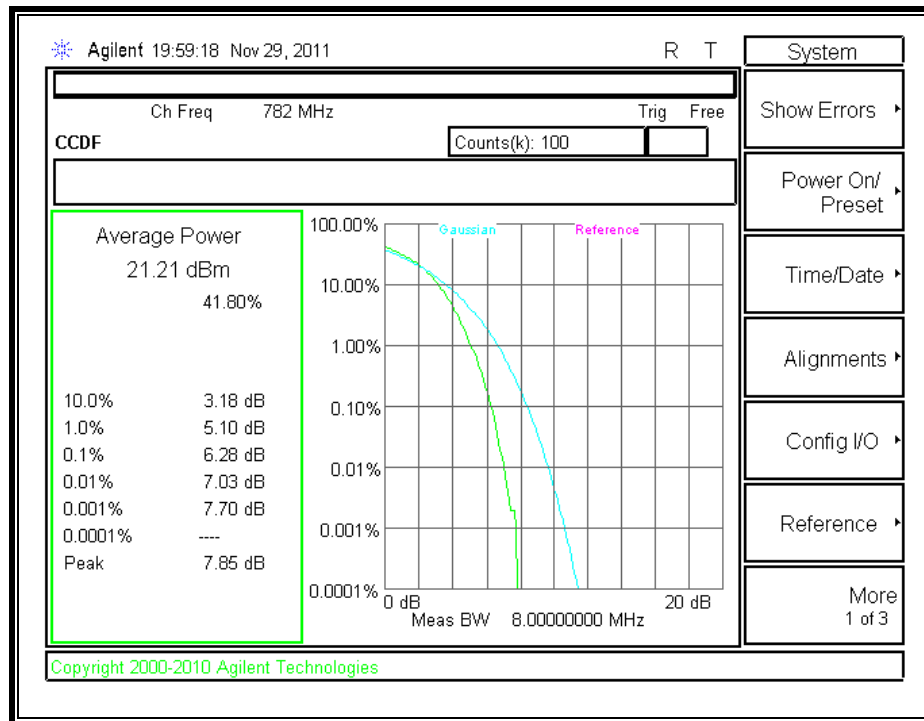 Agilent 19:59:18 Nov 29, 2011 R T
Ch Freq 782 MHz Trig Free
CCDF Counts(k): 100
Average Power
21.21 dBm
41.80%
10.0% 3.18 dB
1.0% 5.10 dB
0.1% 6.28 dB
0.01% 7.03 dB
0.001% 7.70 dB
0.0001% ----
Peak 7.85 dB
Gaussian Reference
100.00%
10.00%
1.00%
0.10%
0.01%
0.001%
0.0001%
0 dB 20 dB
Meas BW 8.00000000 MHz
System
Show Errors
Power On/
Preset
Time/Date
Alignments
Config I/O
Reference
More
1 of 3
Copyright 2000-2010 Agilent Technologies